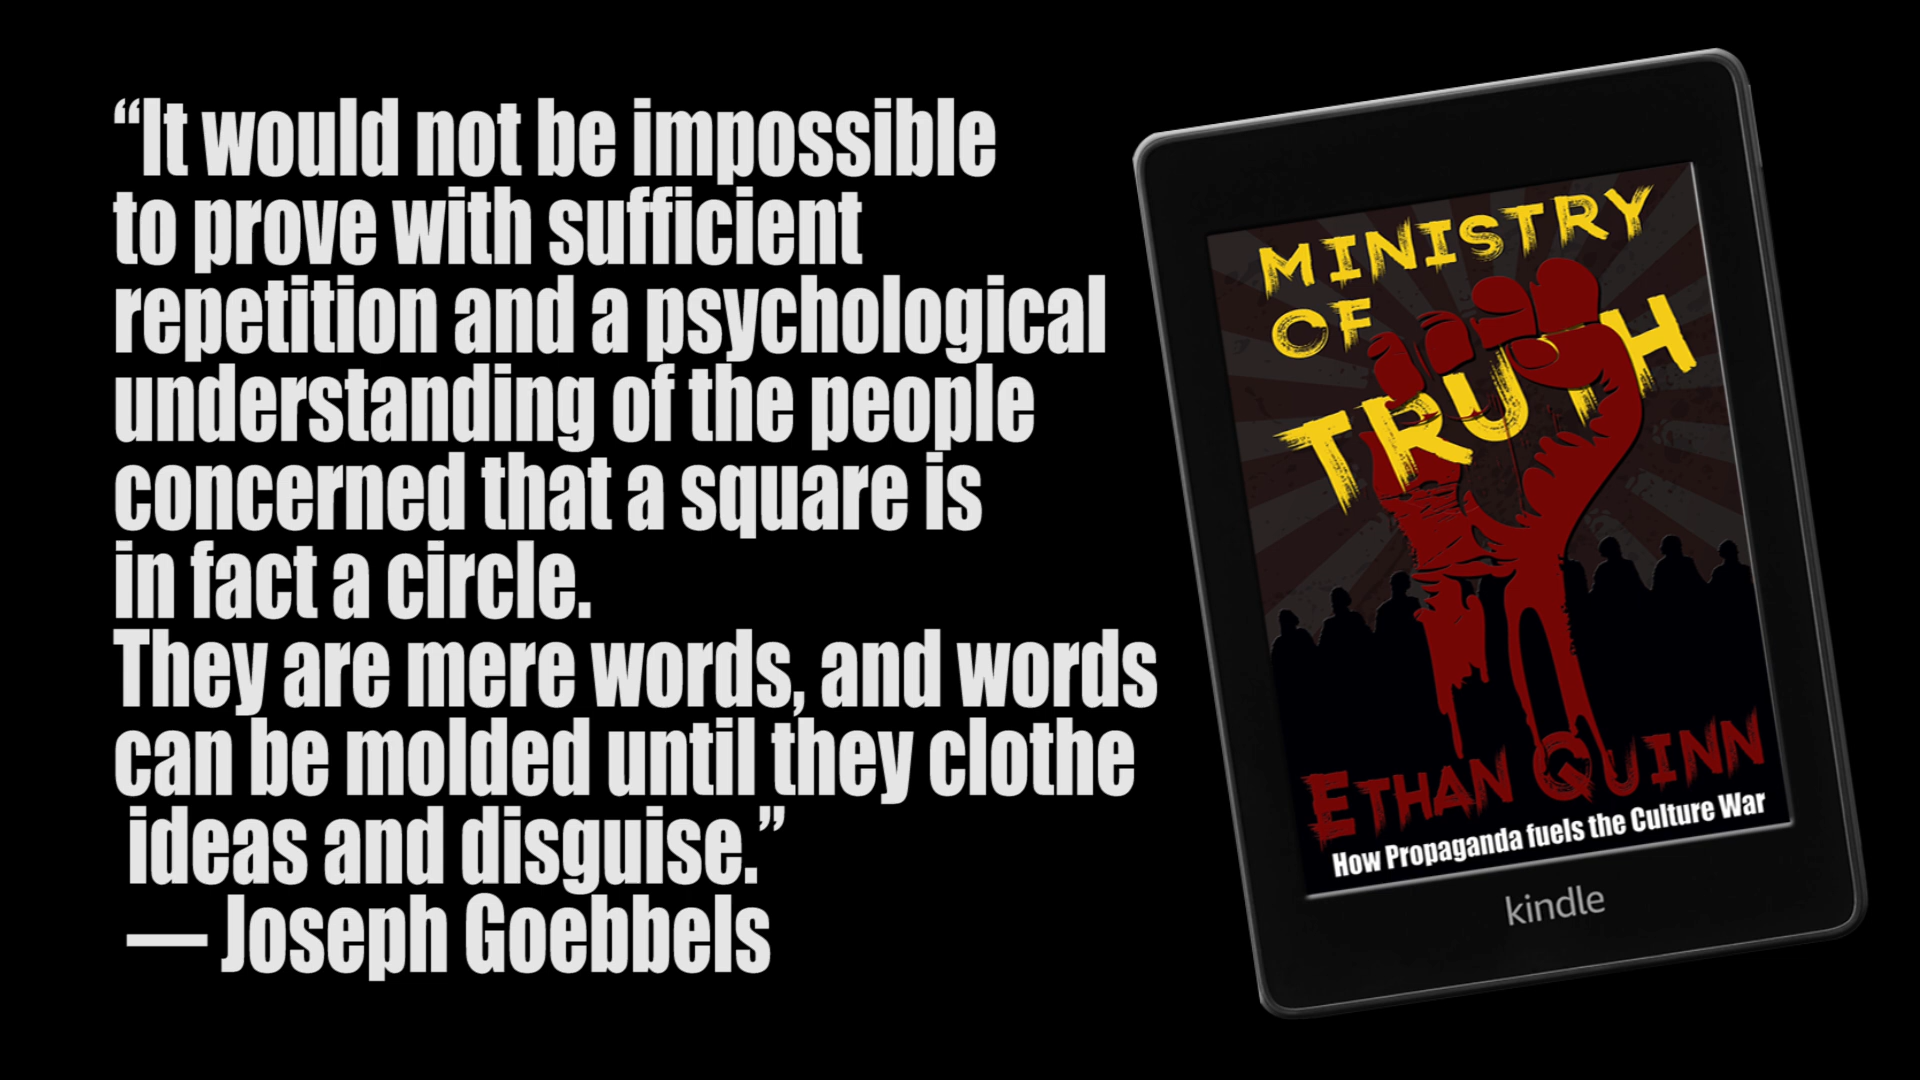 “It would not be impossible
to prove with sufficient
repetition and a psychological
understanding of the people
concerned that a square is
in fact a circle.
They are mere words, and words
can be molded until they clothe
ideas and disguise.”
— Joseph Goebbels
MINISTRY
OF
TRUTH
ETHAN QUINN
How Propaganda fuels the Culture War
kindle